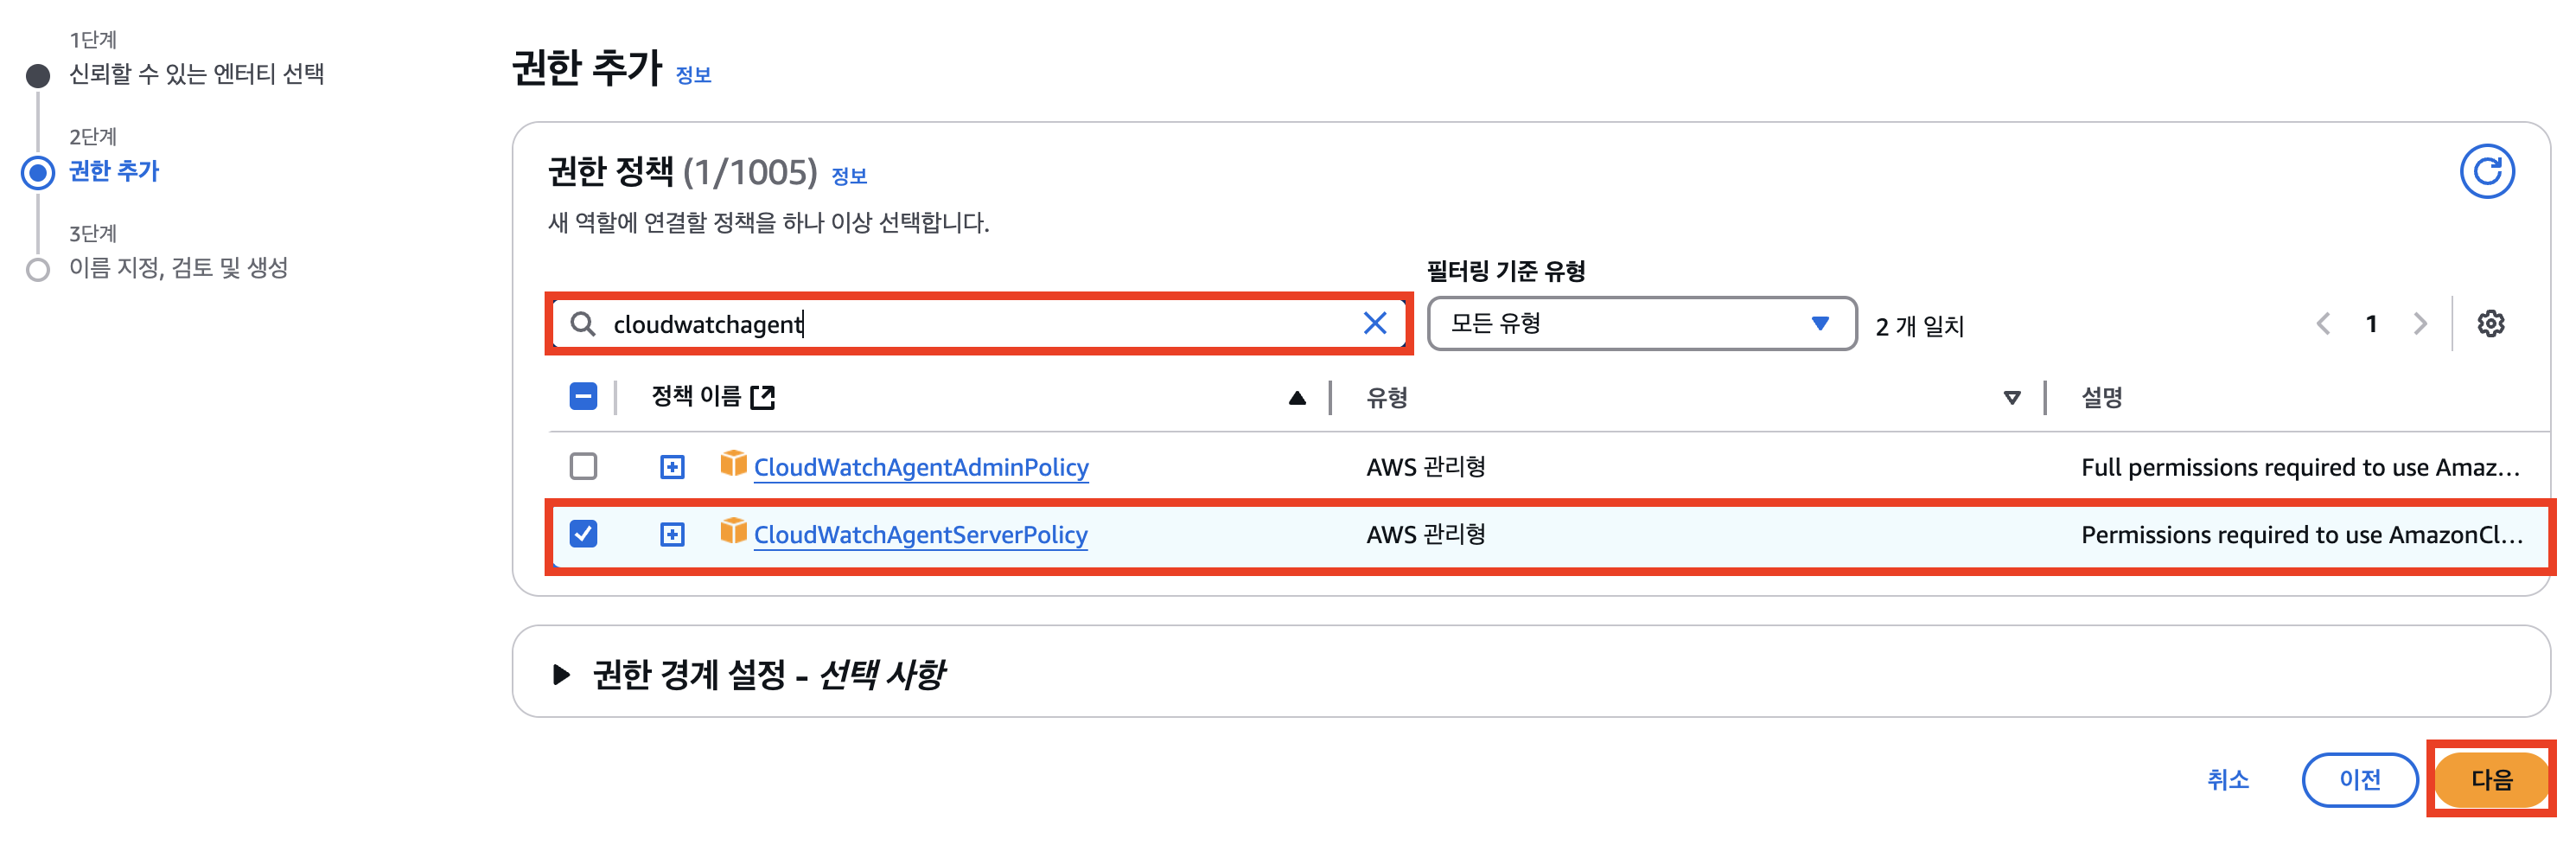 1단계
신뢰할 수 있는 엔터티 선택
2단계
권한 추가
3단계
이름 지정, 검토 및 생성
권한 추가 정보
권한 정책 (1/1005) 정보
새 역할에 연결할 정책을 하나 이상 선택합니다.
필터링 기준 유형
cloudwatchagent
모든 유형
2 개 일치
1
정책 이름
유형
설명
CloudWatchAgentAdminPolicy
AWS 관리형
Full permissions required to use Amaz...
CloudWatchAgentServerPolicy
AWS 관리형
Permissions required to use AmazonCl...
권한 경계 설정 - 선택 사항
취소
이전
다음